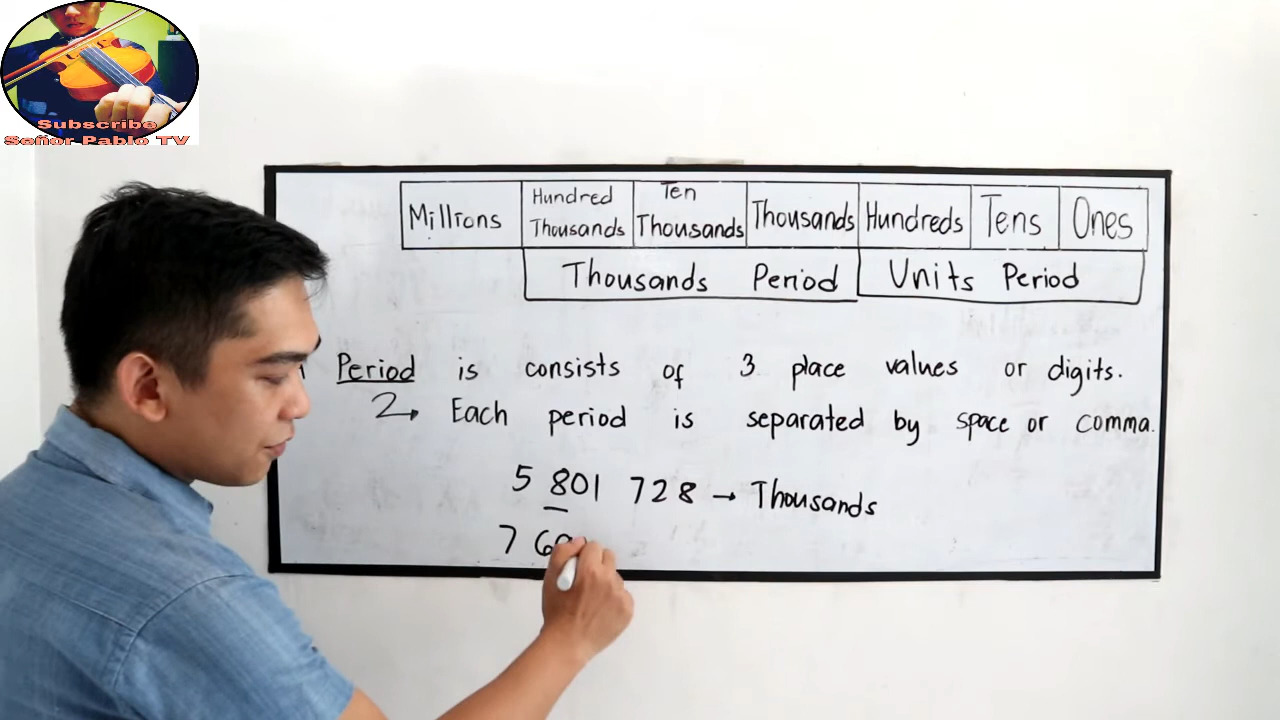 Subscribe
Señor Pablo TV
Millions Hundred Thousands Ten Thousands Thousands Hundreds Tens Ones
Thousands Period Units Period
Period is consists of 3 place values or digits.
2→ Each period is separated by space or comma.
5 801 728 → Thousands
7